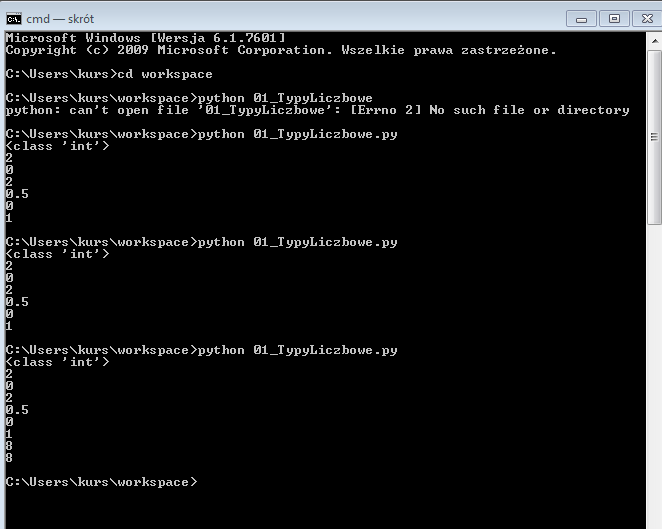 cmd — skrót
Microsoft Windows [Wersja 6.1.7601]
Copyright (c) 2009 Microsoft Corporation. Wszelkie prawa zastrzeżone.
C:\Users\kurs>cd workspace
C:\Users\kurs\workspace>python 01_TypyLiczbowe
python: can't open file '01_TypyLiczbowe': [Errno 2] No such file or directory
C:\Users\kurs\workspace>python 01_TypyLiczbowe.py
<class 'int'>
2
0
2
0.5
0
1
C:\Users\kurs\workspace>python 01_TypyLiczbowe.py
<class 'int'>
2
0
2
0.5
0
1
C:\Users\kurs\workspace>python 01_TypyLiczbowe.py
<class 'int'>
2
0
2
0.5
0
1
8
8
C:\Users\kurs\workspace>